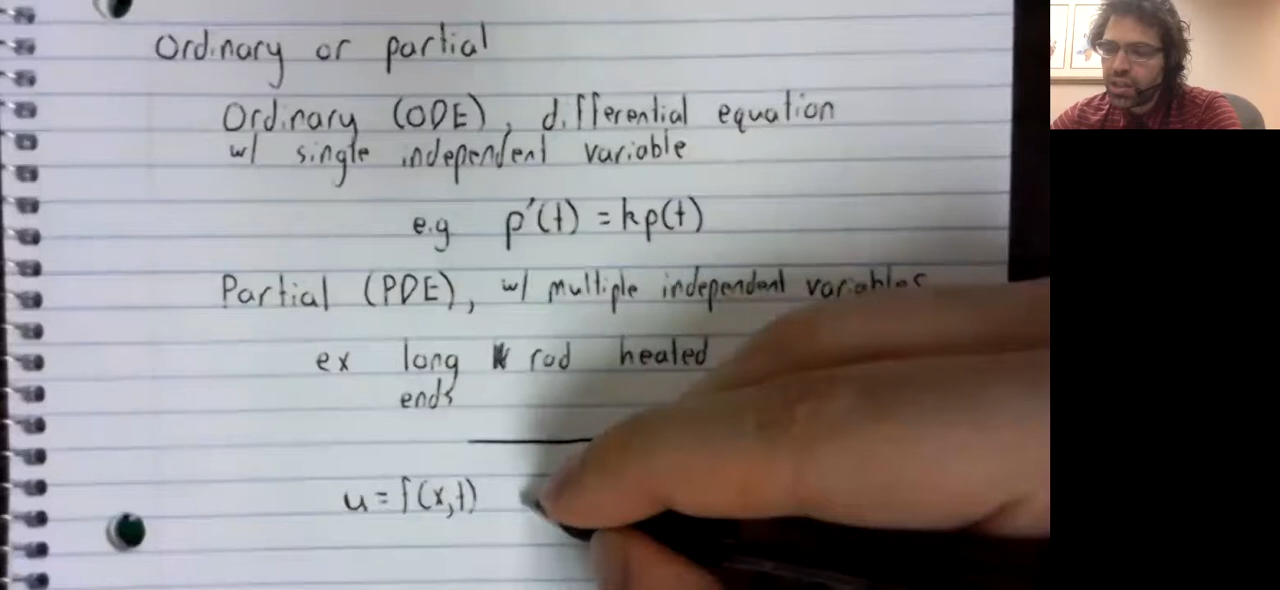 Ordinary or partial
Ordinary (ODE), differential equation
w/ single independent variable
e.g p'(t) = kp(t)
Partial (PDE), w/ multiple independent variables
ex long rod heated
ends
u = f(x,t)